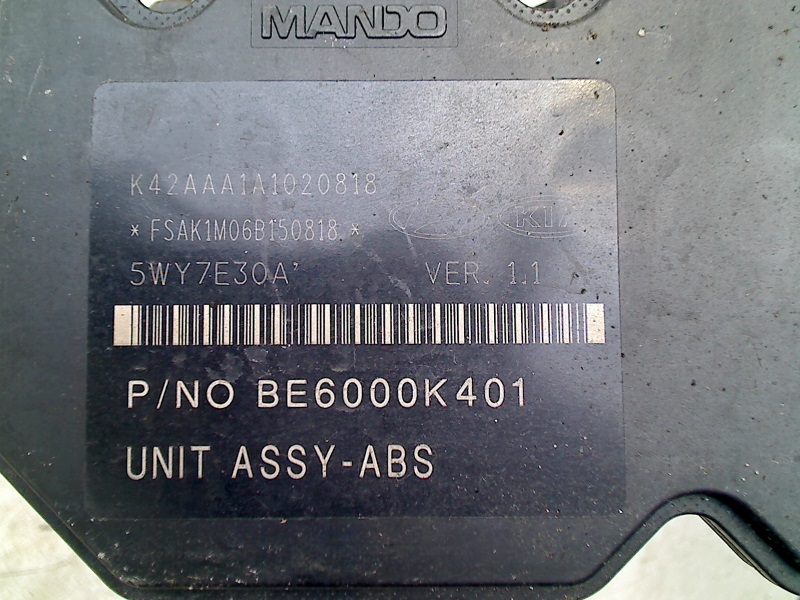 MANDO
K42AAA1A1020818
* FSAK1M06B150818 *
KIA
5WY7E30A VER. 1.1
P/NO BE6000K401
UNIT ASSY-ABS